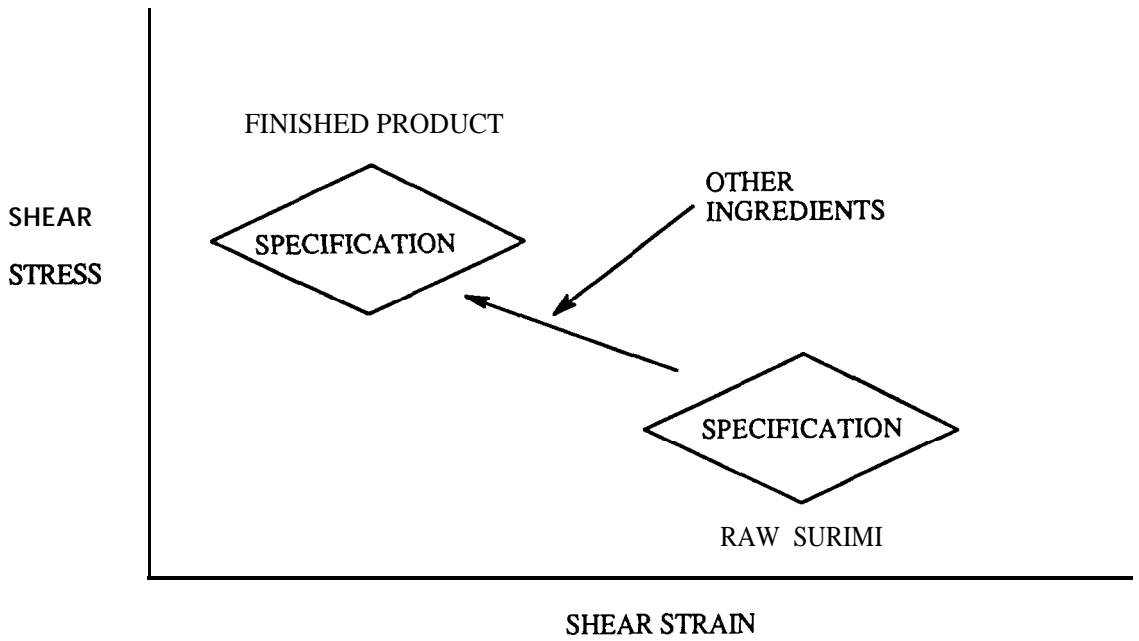 FINISHED PRODUCT
SPECIFICATION
OTHER
INGREDIENTS
SHEAR
STRESS
SPECIFICATION
RAW SURIMI
SHEAR STRAIN